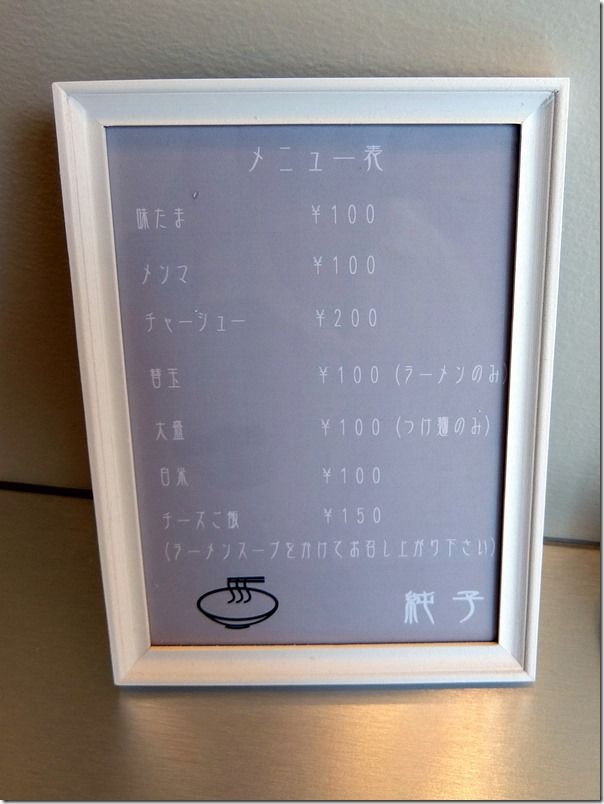 メニュー表
味たま ￥100
メンマ ￥100
チャーシュー ￥200
替玉 ￥100 (ラーメンのみ)
大盛 ￥100 (つけ麺のみ)
白米 ￥100
チーズご飯 ￥150
(ラーメンスープをかけてお召し上がり下さい)
純子